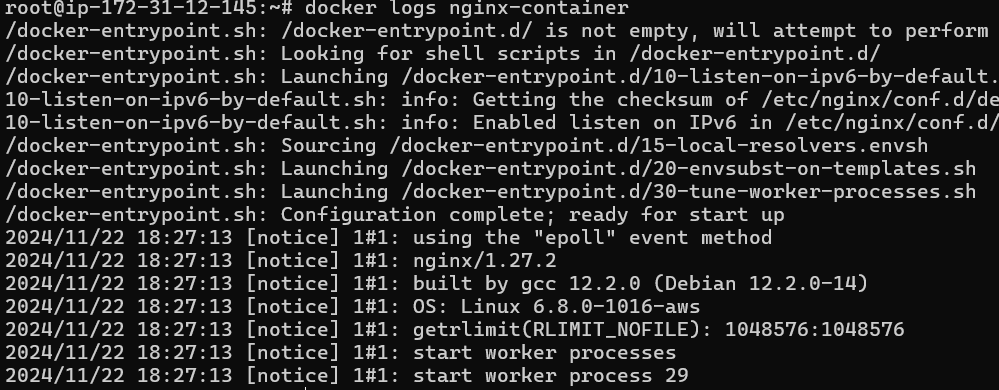 root@ip-172-31-12-145:~# docker logs nginx-container
/docker-entrypoint.sh: /docker-entrypoint.d/ is not empty, will attempt to perform
/docker-entrypoint.sh: Looking for shell scripts in /docker-entrypoint.d/
/docker-entrypoint.sh: Launching /docker-entrypoint.d/10-listen-on-ipv6-by-default.
10-listen-on-ipv6-by-default.sh: info: Getting the checksum of /etc/nginx/conf.d/de
10-listen-on-ipv6-by-default.sh: info: Enabled listen on IPv6 in /etc/nginx/conf.d/
/docker-entrypoint.sh: Sourcing /docker-entrypoint.d/15-local-resolvers.envsh
/docker-entrypoint.sh: Launching /docker-entrypoint.d/20-envsubst-on-templates.sh
/docker-entrypoint.sh: Launching /docker-entrypoint.d/30-tune-worker-processes.sh
/docker-entrypoint.sh: Configuration complete; ready for start up
2024/11/22 18:27:13 [notice] 1#1: using the "epoll" event method
2024/11/22 18:27:13 [notice] 1#1: nginx/1.27.2
2024/11/22 18:27:13 [notice] 1#1: built by gcc 12.2.0 (Debian 12.2.0-14)
2024/11/22 18:27:13 [notice] 1#1: OS: Linux 6.8.0-1016-aws
2024/11/22 18:27:13 [notice] 1#1: getrlimit(RLIMIT_NOFILE): 1048576:1048576
2024/11/22 18:27:13 [notice] 1#1: start worker processes
2024/11/22 18:27:13 [notice] 1#1: start worker process 29